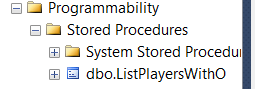 Programmability
Stored Procedures
System Stored Procedu
dbo.ListPlayersWithO